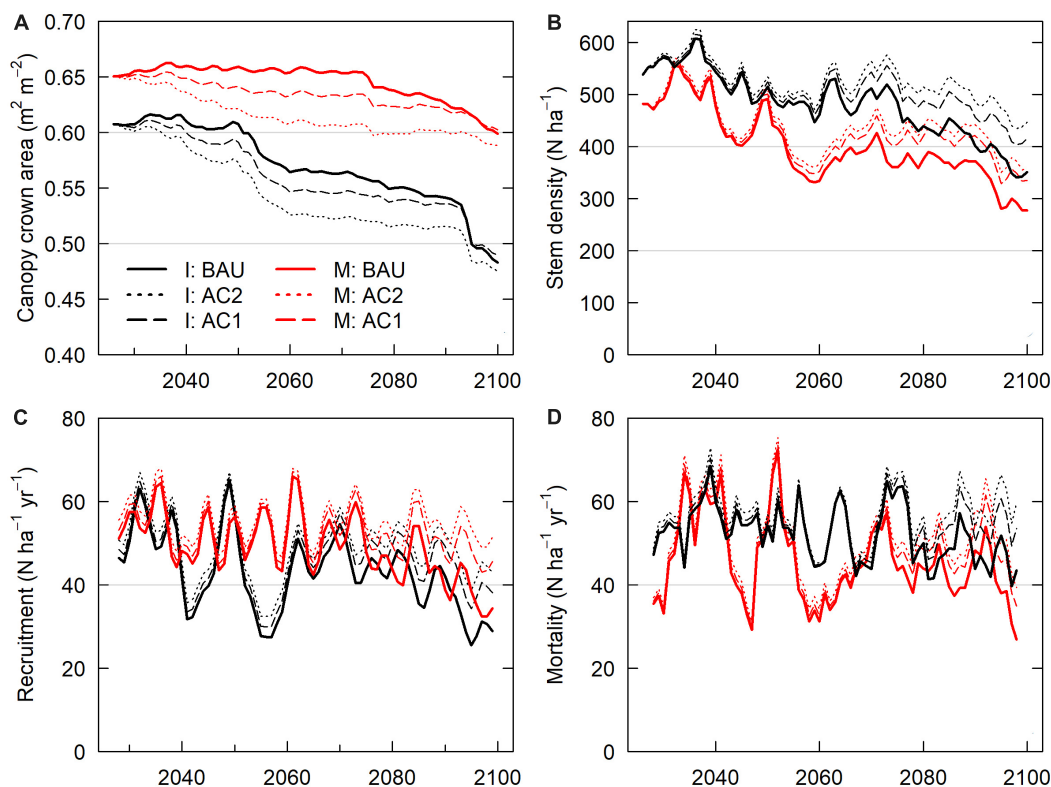 A
Canopy crown area (m² m⁻²)
0.70
0.65
0.60
0.55
0.50
0.45
0.40
I: BAU
M: BAU
I: AC2
M: AC2
I: AC1
M: AC1
2040
2060
2080
2100
B
Stem density (N ha⁻¹)
600
500
400
300
200
100
0
2040
2060
2080
2100
C
Recruitment (N ha⁻¹ yr⁻¹)
80
60
40
20
0
2040
2060
2080
2100
D
Mortality (N ha⁻¹ yr⁻¹)
80
60
40
20
0
2040
2060
2080
2100